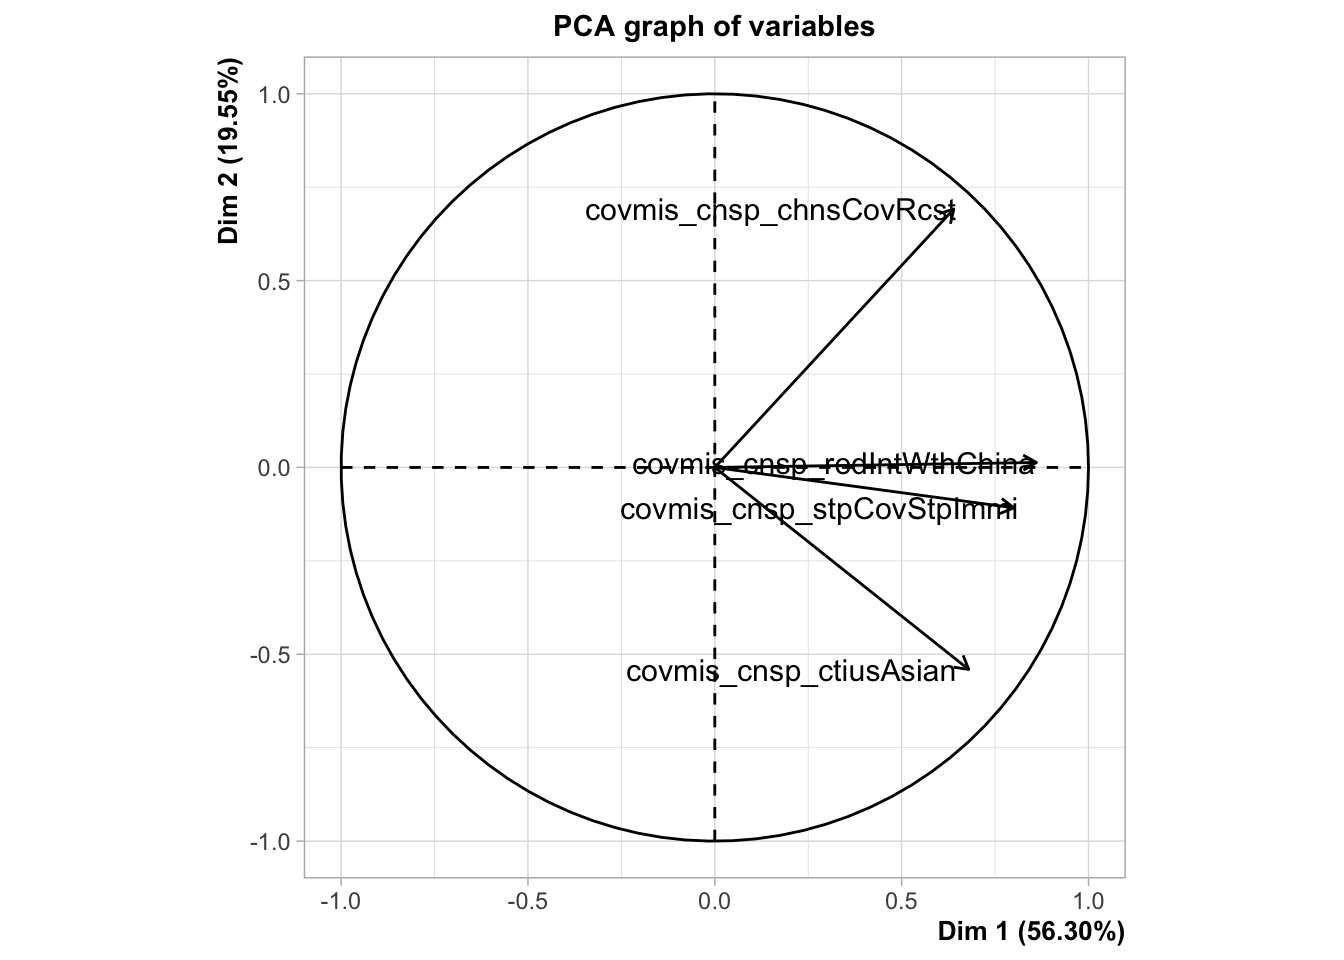 PCA graph of variables
Dim 2 (19.55%)
1.0
0.5
0.0
-0.5
-1.0
covmis_cnsp_chnsCovRcst
covmis_cnsp_redIntWthChina
covmis_cnsp_stpCovStpImmi
covmis_cnsp_ctiusAsian
-1.0
-0.5
0.0
0.5
1.0
Dim 1 (56.30%)